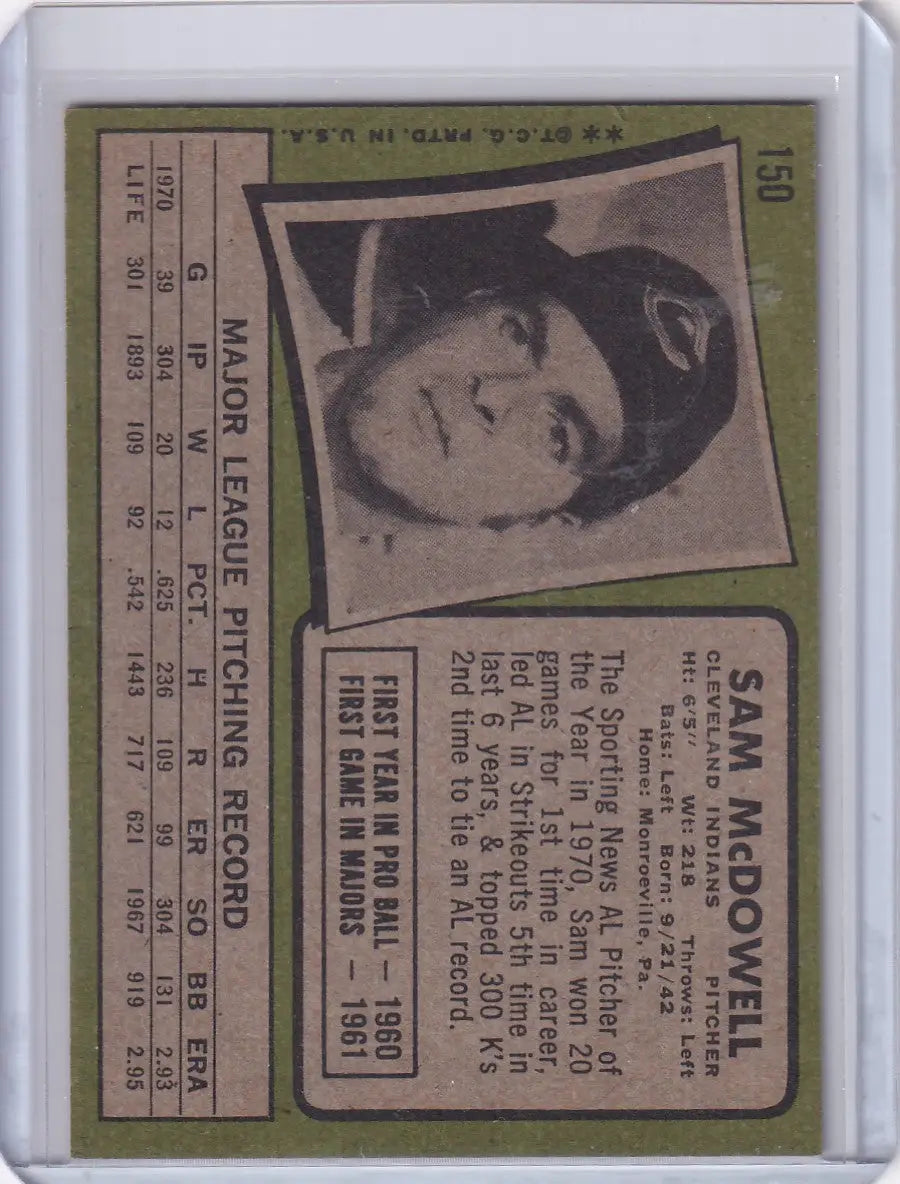 150
** ©T.C.G. PRTD. IN U.S.A.
SAM McDOWELL
CLEVELAND INDIANS PITCHER
Ht: 6'5" Wt: 218 Throws: Left
Bats: Left Born: 9/21/42
Home: Monroeville, Pa.
The Sporting News AL Pitcher of
the Year in 1970, Sam won 20
games for 1st time in career,
led AL in Strikeouts 5th time in
last 6 years, & topped 300 K's
2nd time to tie an AL record.
FIRST YEAR IN PRO BALL — 1960
FIRST GAME IN MAJORS — 1961
MAJOR LEAGUE PITCHING RECORD
G IP W L PCT. H R ER SO BB ERA
1970 39 304 20 12 .625 236 109 99 304 131 2.93
LIFE 301 1893 109 92 .542 1443 717 621 1967 919 2.95